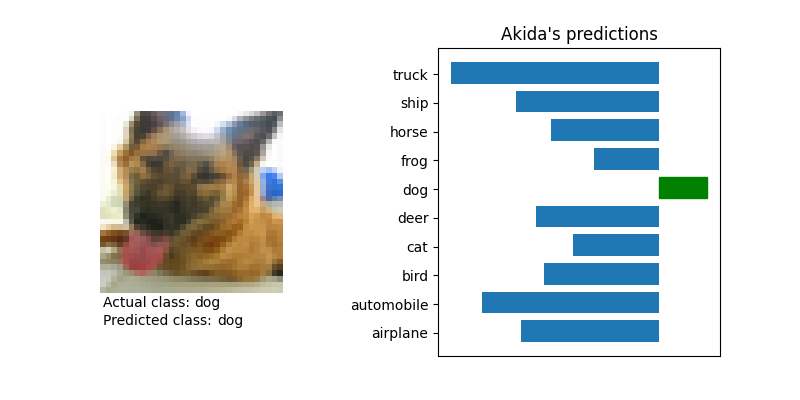 Akida's predictions
truck
ship
horse
frog
dog
deer
cat
bird
automobile
airplane
Actual class: dog
Predicted class: dog